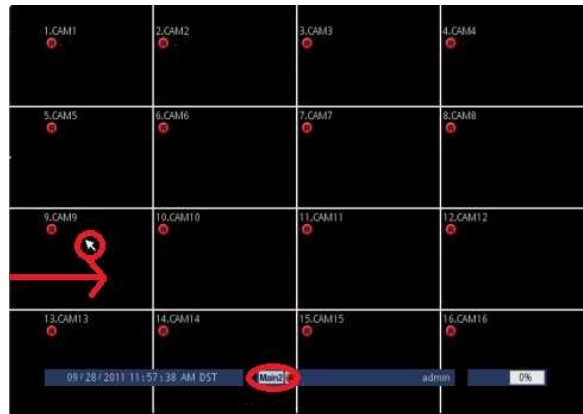 1.CAM1 2.CAM2 3.CAM3 4.CAM4
R R R R
5.CAM5 6.CAM6 7.CAM7 8.CAM8
R R R R
9.CAM9 10.CAM10 11.CAM11 12.CAM12
R R R R
13.CAM13 14.CAM14 15.CAM15 16.CAM16
R R R R
09/28/2011 11:57:38 AM DST Main2 admin 0%